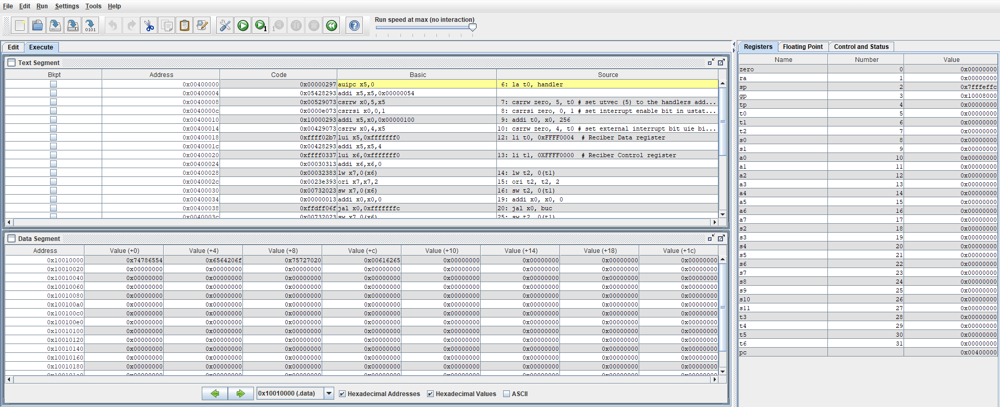 File Edit Run Settings Tools Help
Run speed at max (no interaction)
0101
1
1
Edit Execute
Text Segment
Bkpt Address Code Basic Source
0x00400000 0x00000297 auipc x5,0 6: la t0, handler
0x00400004 0x05428293 addi x5,x5,0x00000054
0x00400008 0x00529073 csrrw x0,5,x5 7: csrrw zero, 5, t0 # set utvec (5) to the handlers add...
0x0040000c 0x0000e073 csrrsi x0,0,1 8: csrrsi zero, 0, 1 # set interrupt enable bit in ustat...
0x00400010 0x10000293 addi x5,x0,0x00000100 9: addi t0, x0, 256
0x00400014 0x00429073 csrrw x0,4,x5 10: csrrw zero, 4, t0 # set external interrupt bit uie bi...
0x00400018 0xffff02b7 lui x5,0xfffffff0 12: li t0, 0xFFFF0004 # Reciber Data register
0x0040001c 0x00428293 addi x5,x5,4
0x00400020 0xffff0337 lui x6,0xfffffff0 13: li t1, 0XFFFF0000 # Reciber Control register
0x00400024 0x00030313 addi x6,x6,0
0x00400028 0x00032383 lw x7,0(x6) 14: lw t2, 0(t1)
0x0040002c 0x0023e393 ori x7,x7,2 15: ori t2, t2, 2
0x00400030 0x00732023 sw x7,0(x6) 16: sw t2, 0(t1)
0x00400034 0x00000013 addi x0,x0,0 19: addi x0, x0, 0
0x00400038 0xffdff06f jal x0,0xfffffffc 20: jal x0, buc
0x0040003c 0x00732023 sw x7,0(x6) 25: sw t2, 0(t1)
Data Segment
Address Value (+0) Value (+4) Value (+8) Value (+c) Value (+10) Value (+14) Value (+18) Value (+1c)
0x10010000 0x74786554 0x6564206f 0x75727020 0x00616265 0x00000000 0x00000000 0x00000000 0x00000000
0x10010020 0x00000000 0x00000000 0x00000000 0x00000000 0x00000000 0x00000000 0x00000000 0x00000000
0x10010040 0x00000000 0x00000000 0x00000000 0x00000000 0x00000000 0x00000000 0x00000000 0x00000000
0x10010060 0x00000000 0x00000000 0x00000000 0x00000000 0x00000000 0x00000000 0x00000000 0x00000000
0x10010080 0x00000000 0x00000000 0x00000000 0x00000000 0x00000000 0x00000000 0x00000000 0x00000000
0x100100a0 0x00000000 0x00000000 0x00000000 0x00000000 0x00000000 0x00000000 0x00000000 0x00000000
0x100100c0 0x00000000 0x00000000 0x00000000 0x00000000 0x00000000 0x00000000 0x00000000 0x00000000
0x100100e0 0x00000000 0x00000000 0x00000000 0x00000000 0x00000000 0x00000000 0x00000000 0x00000000
0x10010100 0x00000000 0x00000000 0x00000000 0x00000000 0x00000000 0x00000000 0x00000000 0x00000000
0x10010120 0x00000000 0x00000000 0x00000000 0x00000000 0x00000000 0x00000000 0x00000000 0x00000000
0x10010140 0x00000000 0x00000000 0x00000000 0x00000000 0x00000000 0x00000000 0x00000000 0x00000000
0x10010160 0x00000000 0x00000000 0x00000000 0x00000000 0x00000000 0x00000000 0x00000000 0x00000000
0x10010180 0x00000000 0x00000000 0x00000000 0x00000000 0x00000000 0x00000000 0x00000000 0x00000000
0x100101a0 0x00000000 0x00000000 0x00000000 0x00000000 0x00000000 0x00000000 0x00000000 0x00000000
0x10010000 (.data) Hexadecimal Addresses Hexadecimal Values ASCII
Registers Floating Point Control and Status
Name Number Value
zero 0 0x00000000
ra 1 0x00000000
sp 2 0x7fffeffc
gp 3 0x10008000
tp 4 0x00000000
t0 5 0x00000000
t1 6 0x00000000
t2 7 0x00000000
s0 8 0x00000000
s1 9 0x00000000
a0 10 0x00000000
a1 11 0x00000000
a2 12 0x00000000
a3 13 0x00000000
a4 14 0x00000000
a5 15 0x00000000
a6 16 0x00000000
a7 17 0x00000000
s2 18 0x00000000
s3 19 0x00000000
s4 20 0x00000000
s5 21 0x00000000
s6 22 0x00000000
s7 23 0x00000000
s8 24 0x00000000
s9 25 0x00000000
s10 26 0x00000000
s11 27 0x00000000
t3 28 0x00000000
t4 29 0x00000000
t5 30 0x00000000
t6 31 0x00000000
pc 0x00400000